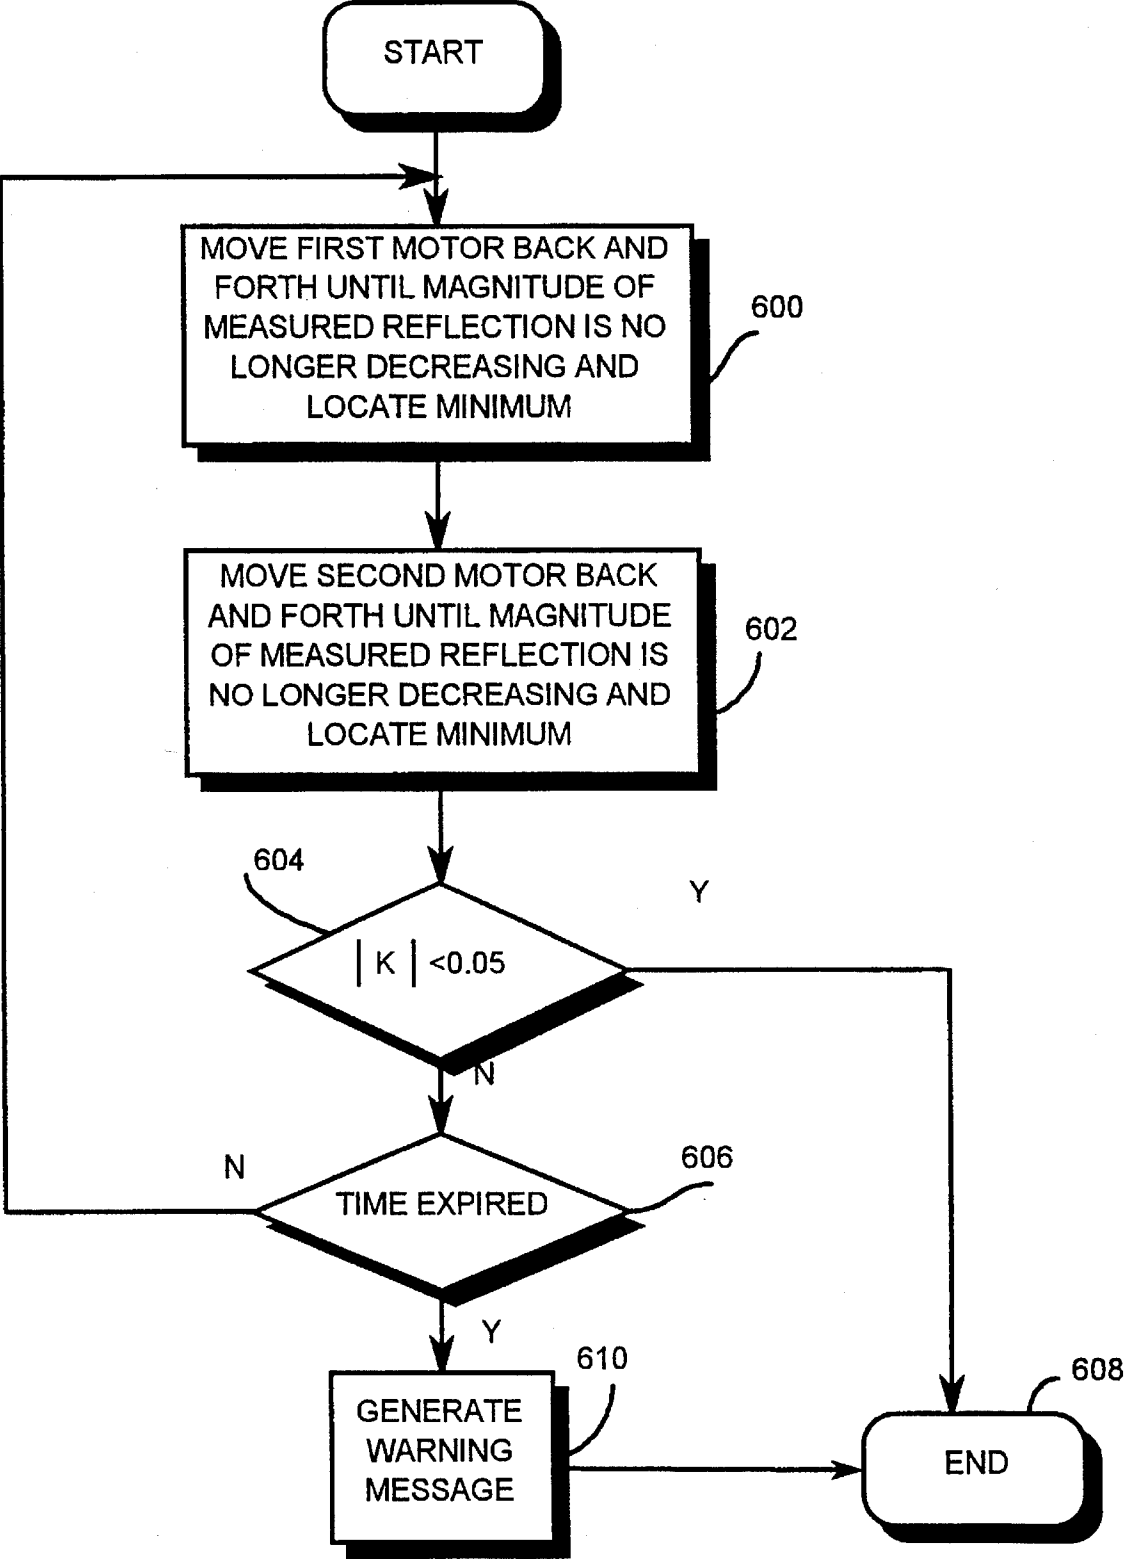 START
MOVE FIRST MOTOR BACK AND
FORTH UNTIL MAGNITUDE OF
MEASURED REFLECTION IS NO
LONGER DECREASING AND
LOCATE MINIMUM
600
MOVE SECOND MOTOR BACK
AND FORTH UNTIL MAGNITUDE
OF MEASURED REFLECTION IS
NO LONGER DECREASING AND
LOCATE MINIMUM
602
604
Y
| K | <0.05
N
N
606
TIME EXPIRED
Y
610
608
GENERATE
WARNING
MESSAGE
END